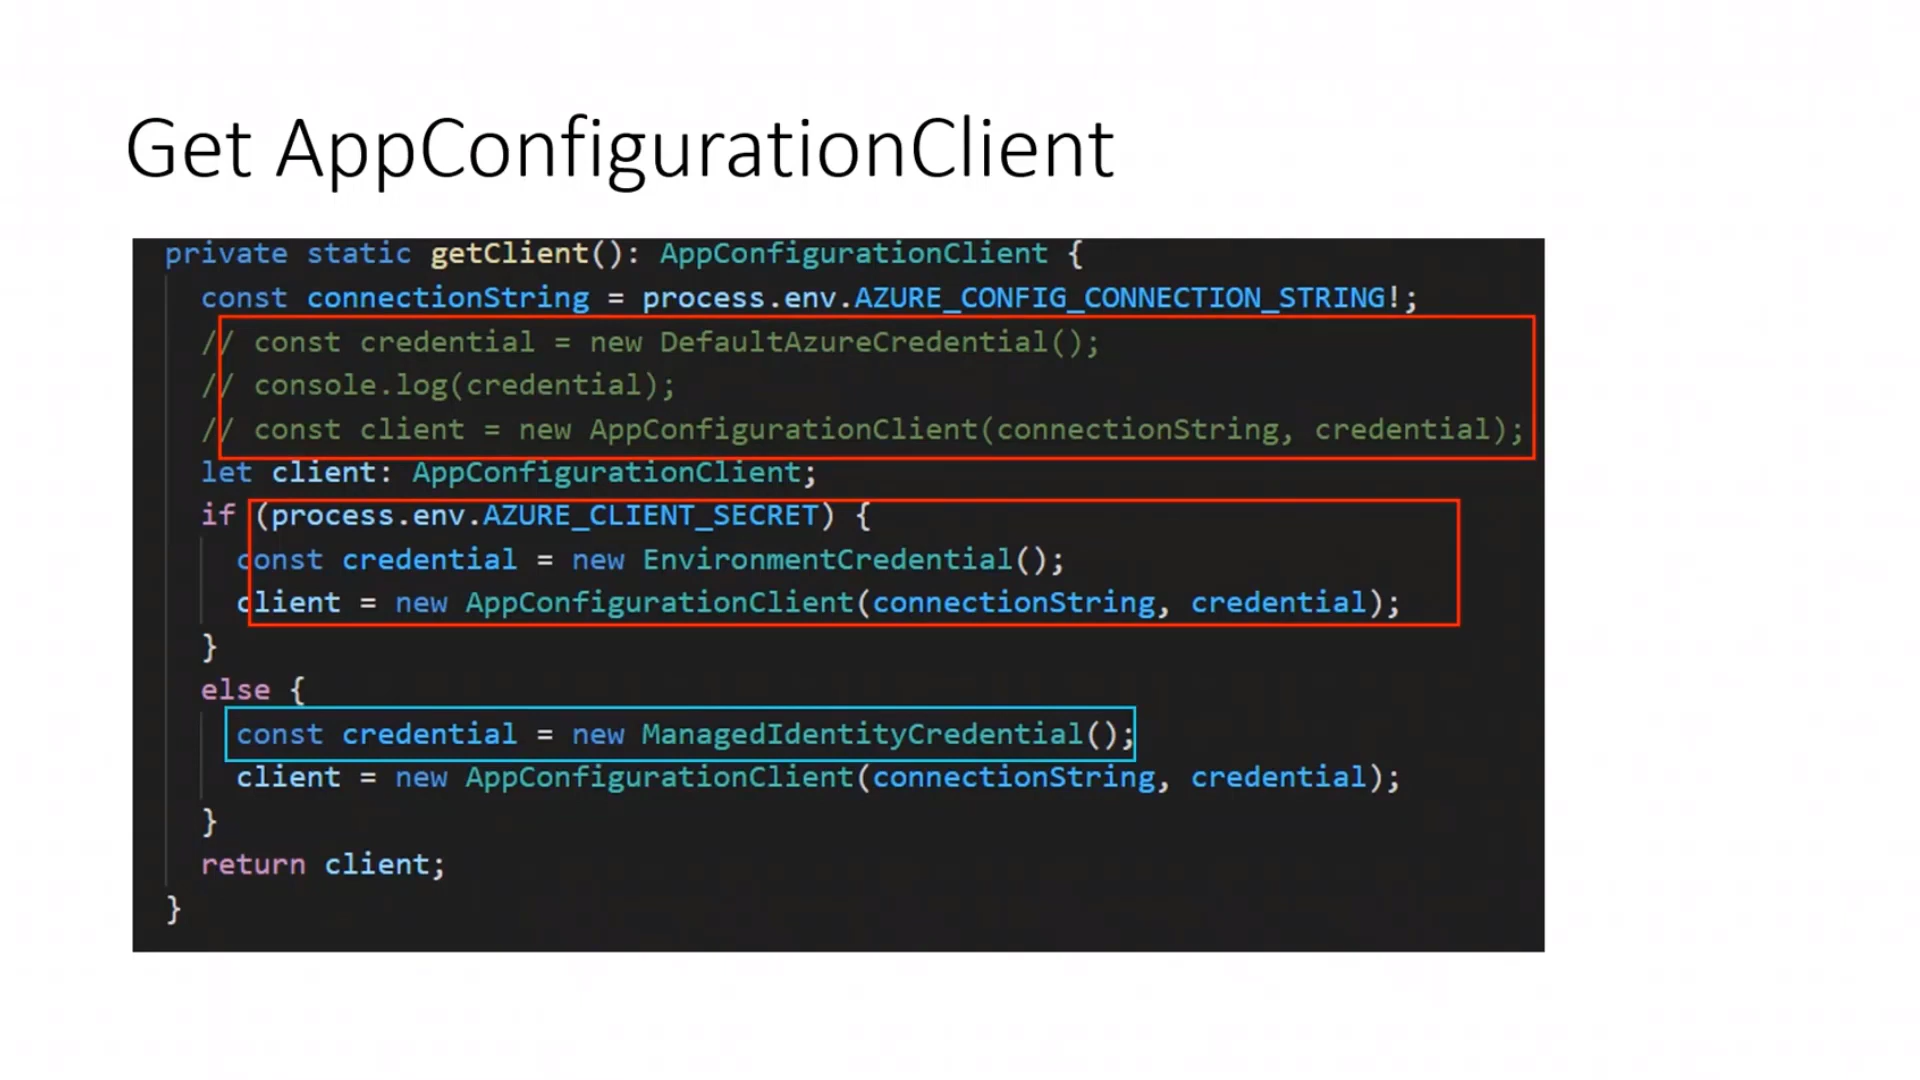 Get AppConfigurationClient
private static getClient(): AppConfigurationClient {
const connectionString = process.env.AZURE_CONFIG_CONNECTION_STRING!;
// const credential = new DefaultAzureCredential();
// console.log(credential);
// const client = new AppConfigurationClient(connectionString, credential);
let client: AppConfigurationClient;
if (process.env.AZURE_CLIENT_SECRET) {
const credential = new EnvironmentCredential();
client = new AppConfigurationClient(connectionString, credential);
}
else {
const credential = new ManagedIdentityCredential();
client = new AppConfigurationClient(connectionString, credential);
}
return client;
}